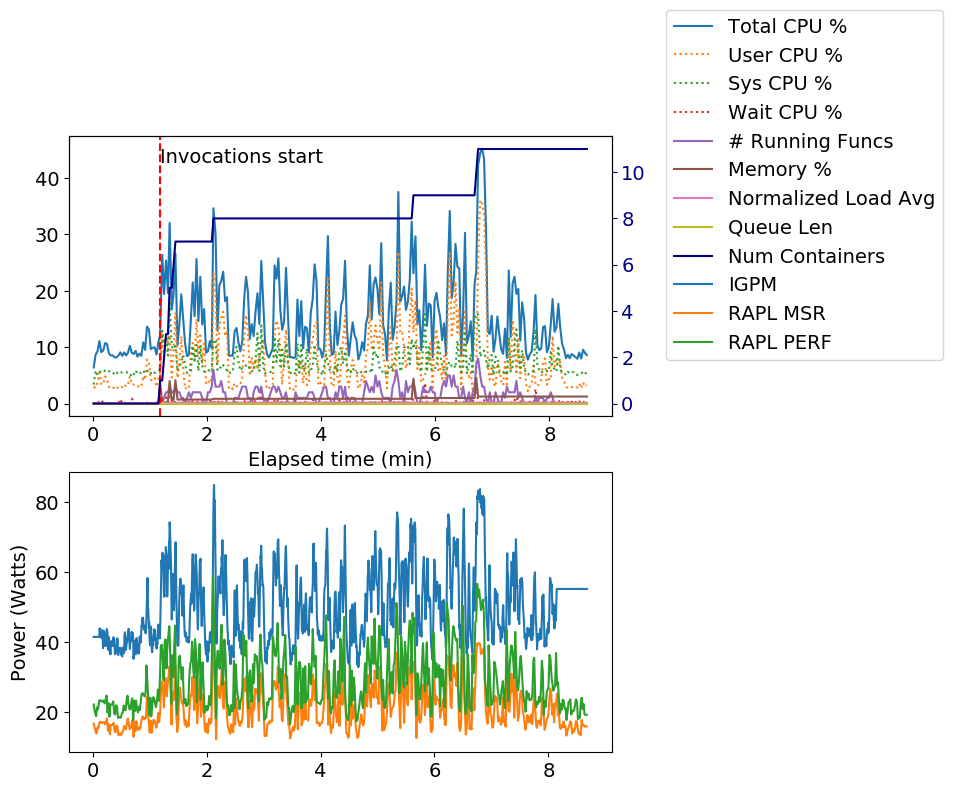 Total CPU %
User CPU %
Sys CPU %
Wait CPU %
# Running Funcs
Memory %
Normalized Load Avg
Queue Len
Num Containers
IGPM
RAPL MSR
RAPL PERF
Invocations start
40
30
20
10
0
10
8
6
4
2
0
0 2 4 6 8
Elapsed time (min)
Power (Watts)
80
60
40
20
0 2 4 6 8